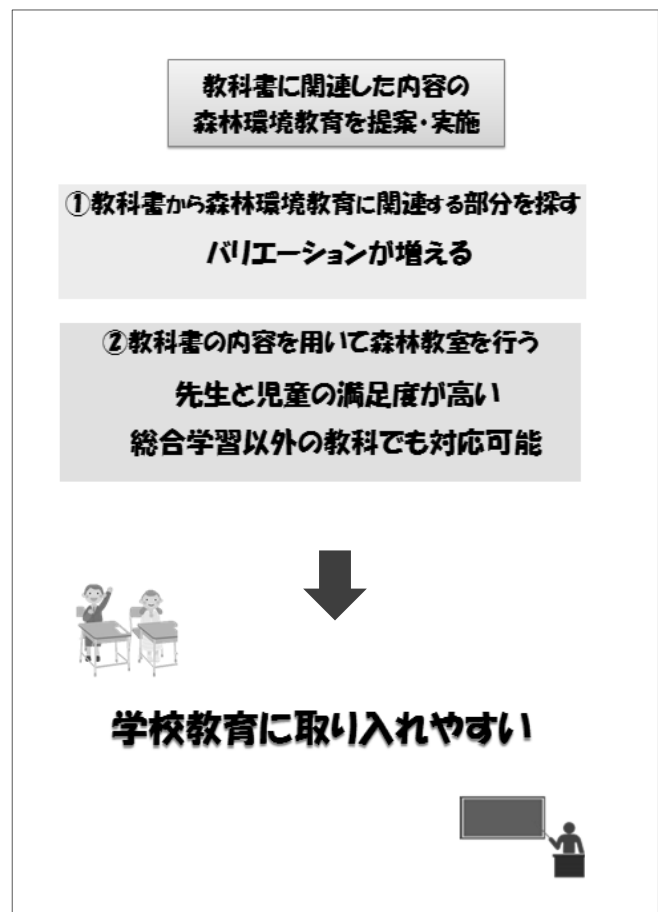 教科書に関連した内容の
森林環境教育を提案・実施
①教科書から森林環境教育に関連する部分を探す
バリエーションが増える
②教科書の内容を用いて森林教室を行う
先生と児童の満足度が高い
総合学習以外の教科でも対応可能
学校教育に取り入れやすい